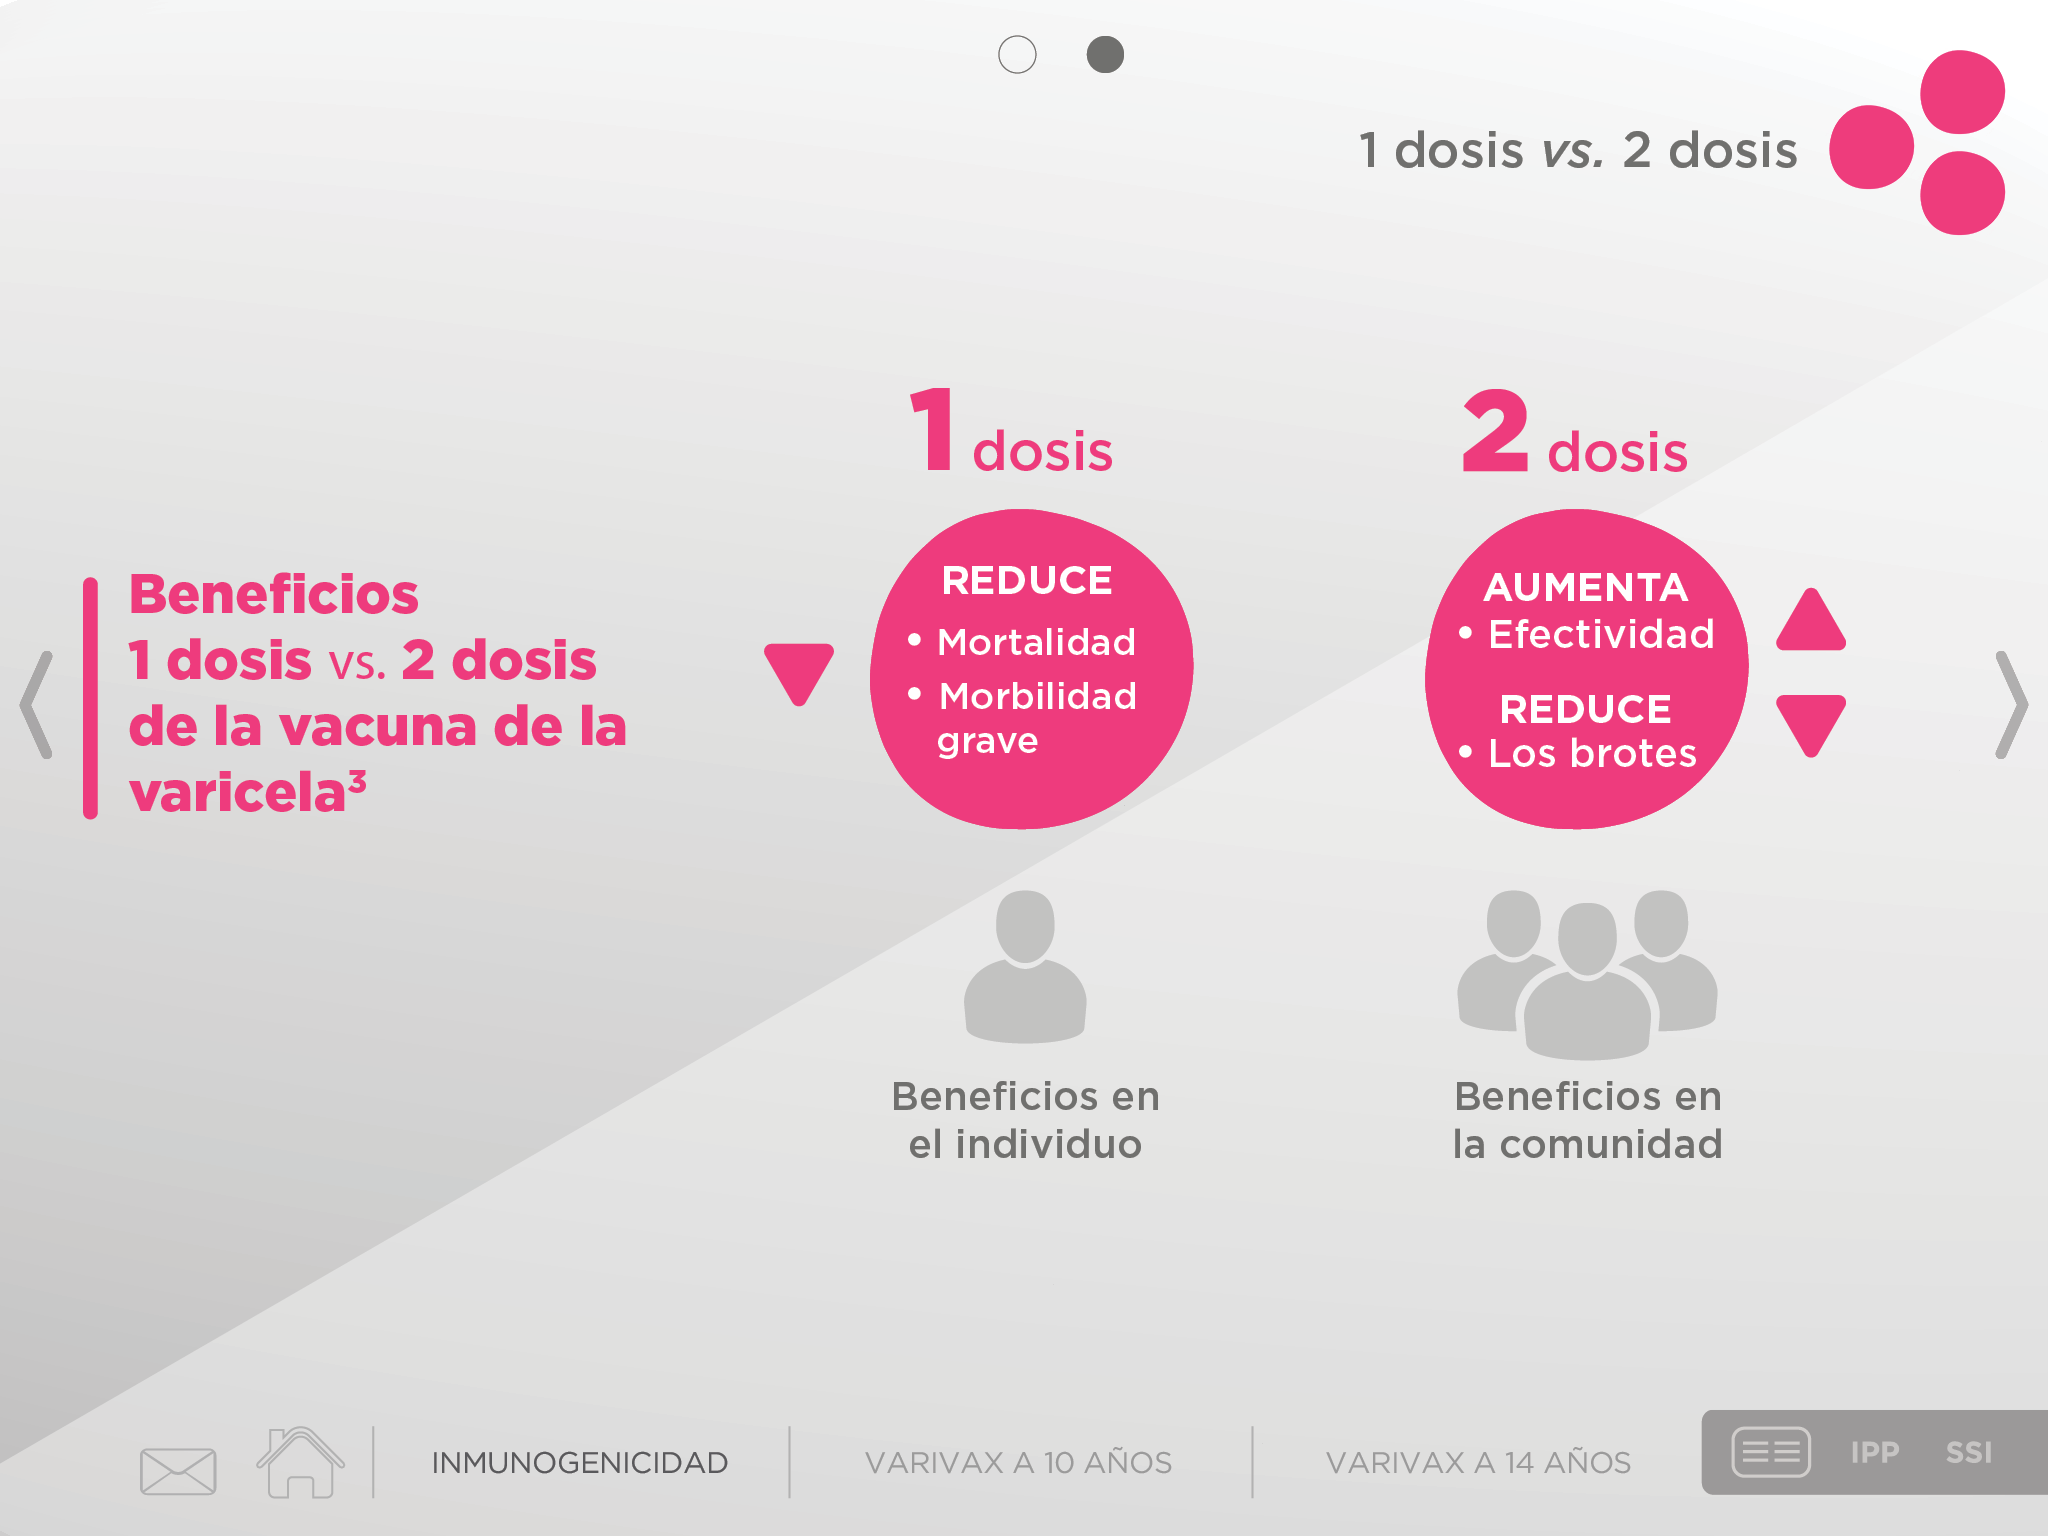 1 dosis vs. 2 dosis
Beneficios
1 dosis vs. 2 dosis
de la vacuna de la
varicela³
1 dosis
REDUCE
• Mortalidad
• Morbilidad
grave
Beneficios en
el individuo
2 dosis
AUMENTA
• Efectividad
REDUCE
• Los brotes
Beneficios en
la comunidad
INMUNOGENICIDAD
VARIVAX A 10 AÑOS
VARIVAX A 14 AÑOS
IPP
SSI